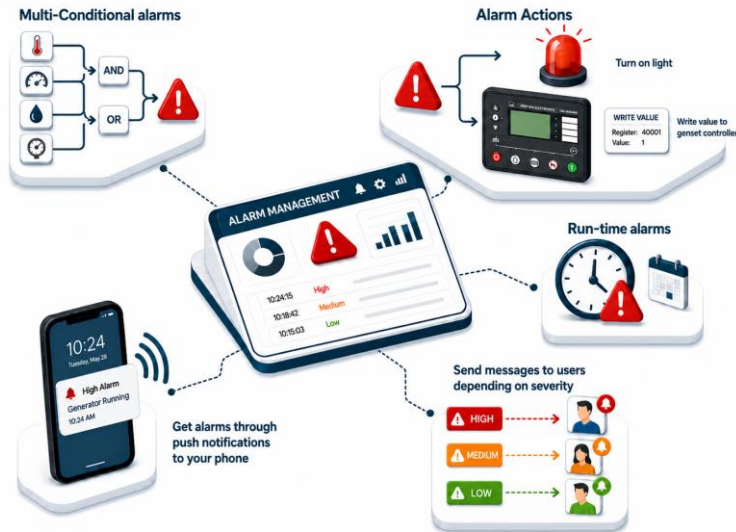 Multi-Conditional alarms
AND
OR
Alarm Actions
Turn on light
WRITE VALUE
Register: 40001
Value: 1
Write value to
genset controller
ALARM MANAGEMENT
10:24:15 High
10:18:42 Medium
10:15:03 Low
Run-time alarms
10:24
Tuesday, May 28
High Alarm
Generator Running
10:24 AM
Get alarms through
push notifications
to your phone
Send messages to users
depending on severity
HIGH
MEDIUM
LOW